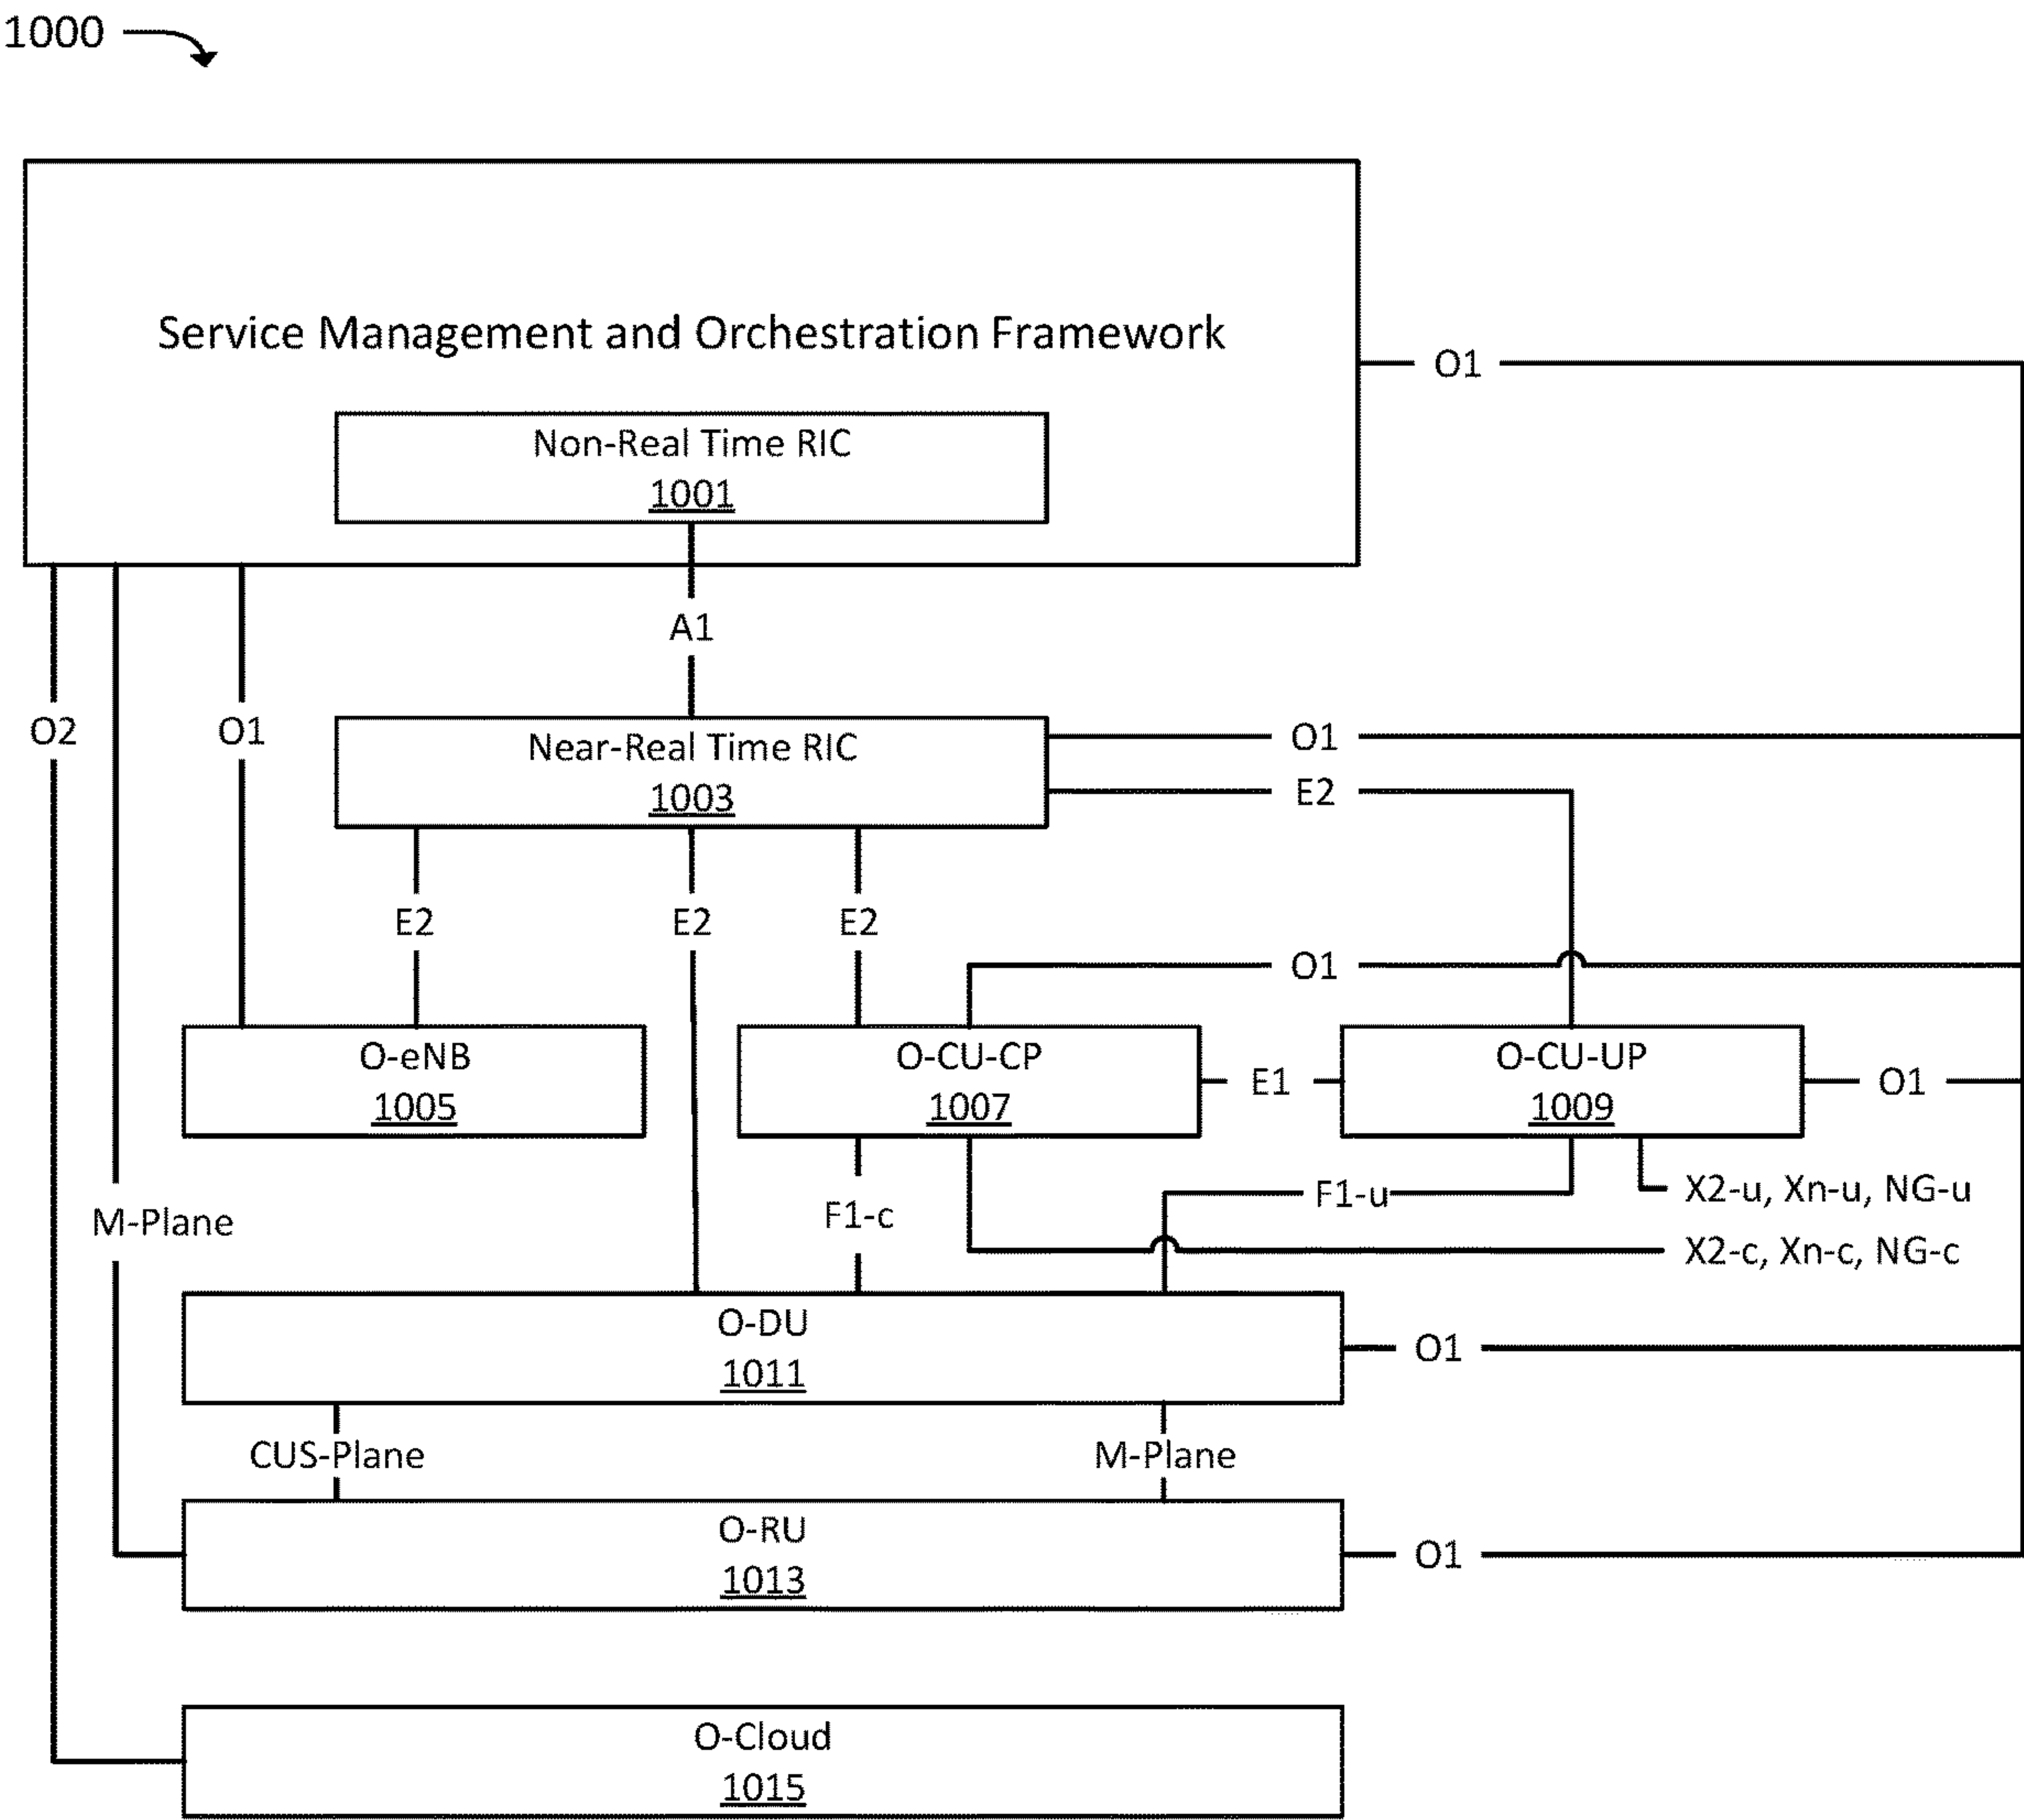 1000
Service Management and Orchestration Framework
O1
Non-Real Time RIC
1001
A1
O2
O1
Near-Real Time RIC
1003
O1
E2
E2
E2
E2
O1
O-eNB
1005
O-CU-CP
1007
E1
O-CU-UP
1009
O1
M-Plane
F1-c
F1-u
X2-u, Xn-u, NG-u
X2-c, Xn-c, NG-c
O-DU
1011
O1
CUS-Plane
M-Plane
O-RU
1013
O1
O-Cloud
1015